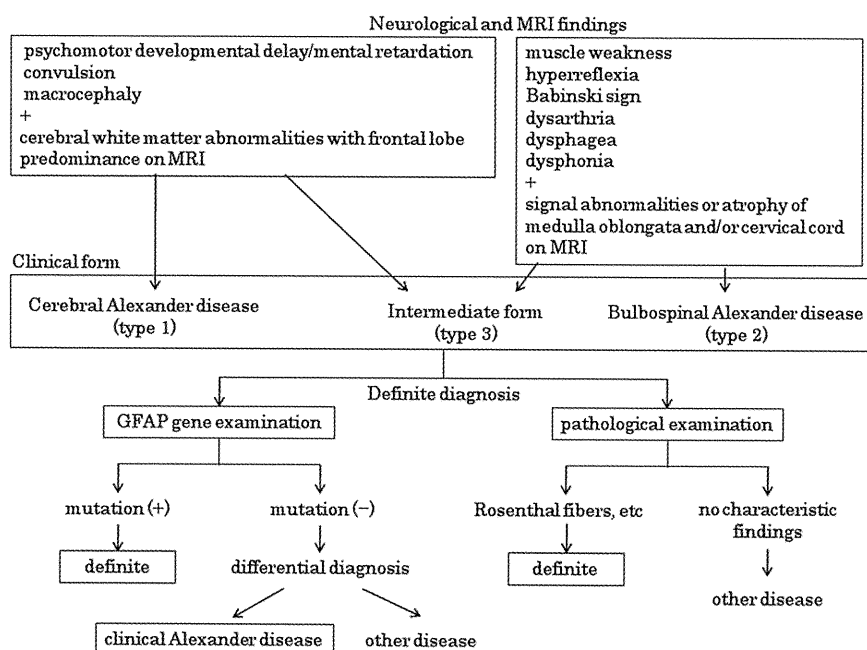 Neurological and MRI findings
psychomotor developmental delay/mental retardation
convulsion
macrocephaly
+
cerebral white matter abnormalities with frontal lobe
predominance on MRI
muscle weakness
hyperreflexia
Babinski sign
dysarthria
dysphagea
dysphonia
+
signal abnormalities or atrophy of
medulla oblongata and/or cervical cord
on MRI
Clinical form
Cerebral Alexander disease
(type 1)
Intermediate form
(type 3)
Bulbospinal Alexander disease
(type 2)
Definite diagnosis
GFAP gene examination
pathological examination
mutation (+)
mutation (−)
Rosenthal fibers, etc
no characteristic
findings
definite
differential diagnosis
definite
other disease
clinical Alexander disease
other disease